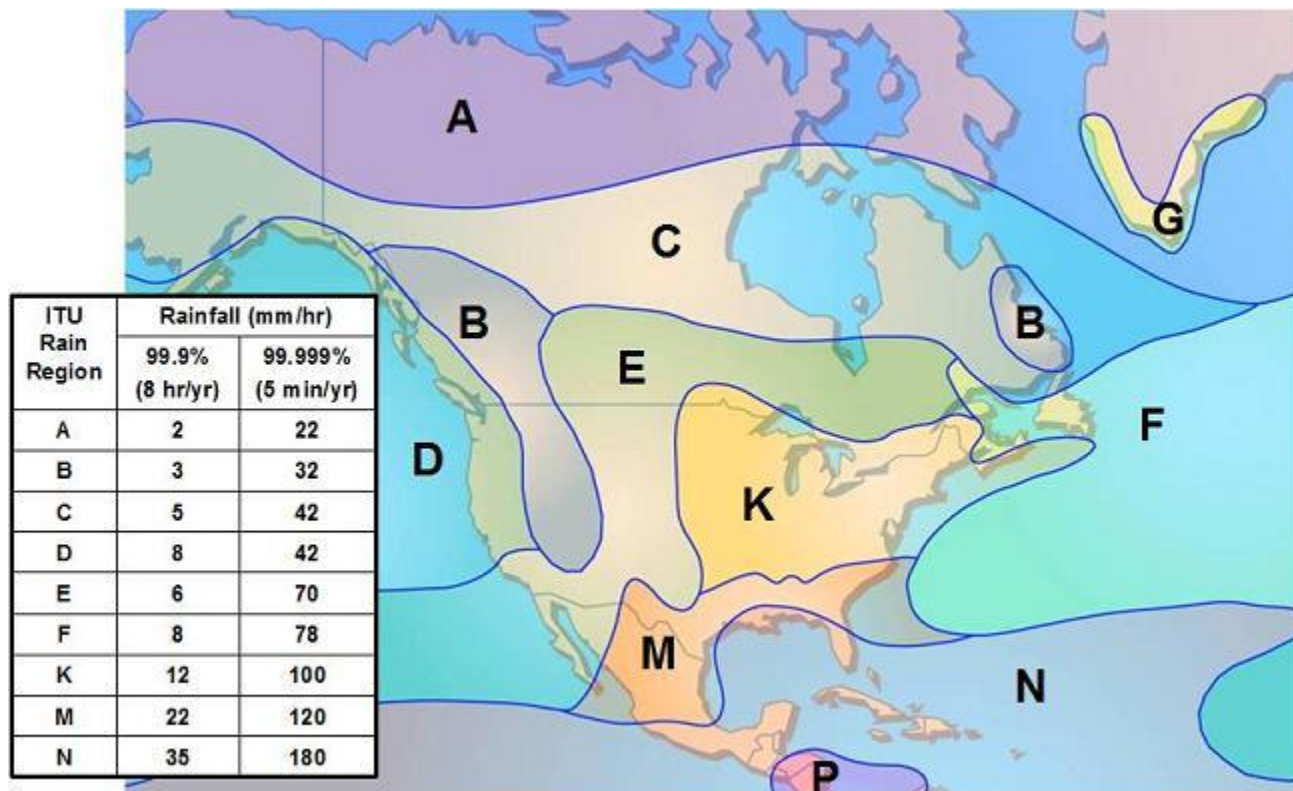 A
G
C
B
B
E
F
D
K
M
N
P
ITU Rain Region
Rainfall (mm/hr)
99.9% (8 hr/yr)
99.999% (5 min/yr)
A 2 22
B 3 32
C 5 42
D 8 42
E 6 70
F 8 78
K 12 100
M 22 120
N 35 180